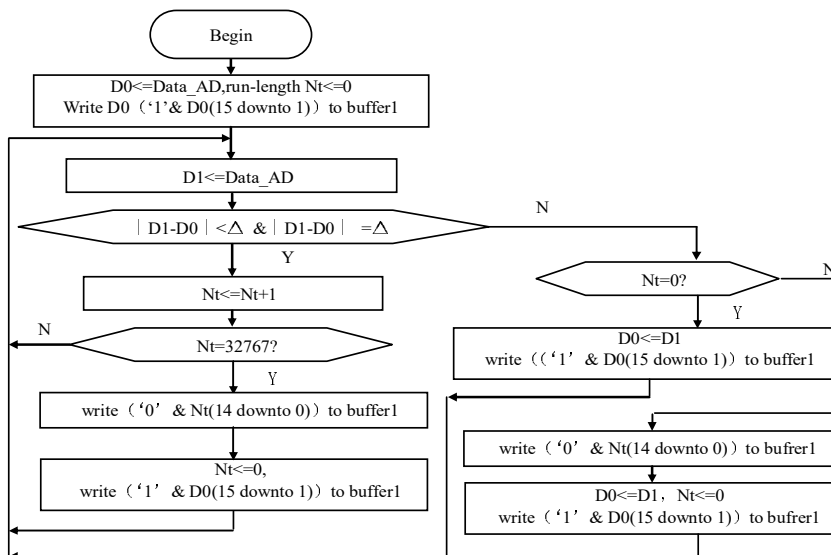 Begin
D0<=Data_AD,run-length Nt<=0
Write D0（‘1’& D0(15 downto 1)）to buffer1
D1<=Data_AD
N
｜D1-D0｜<△ &｜D1-D0｜ =△
Y
Nt=0?
N
Nt<=Nt+1
Y
N
Nt=32767?
D0<=D1
write（(‘1’ & D0(15 downto 1)）to buffer1
Y
write（‘0’ & Nt(14 downto 0)）to buffer1
write（‘0’ & Nt(14 downto 0)）to bufrer1
Nt<=0,
write（‘1’ & D0(15 downto 1)）to buffer1
D0<=D1，Nt<=0
write（‘1’ & D0(15 downto 1)）to bufrer1